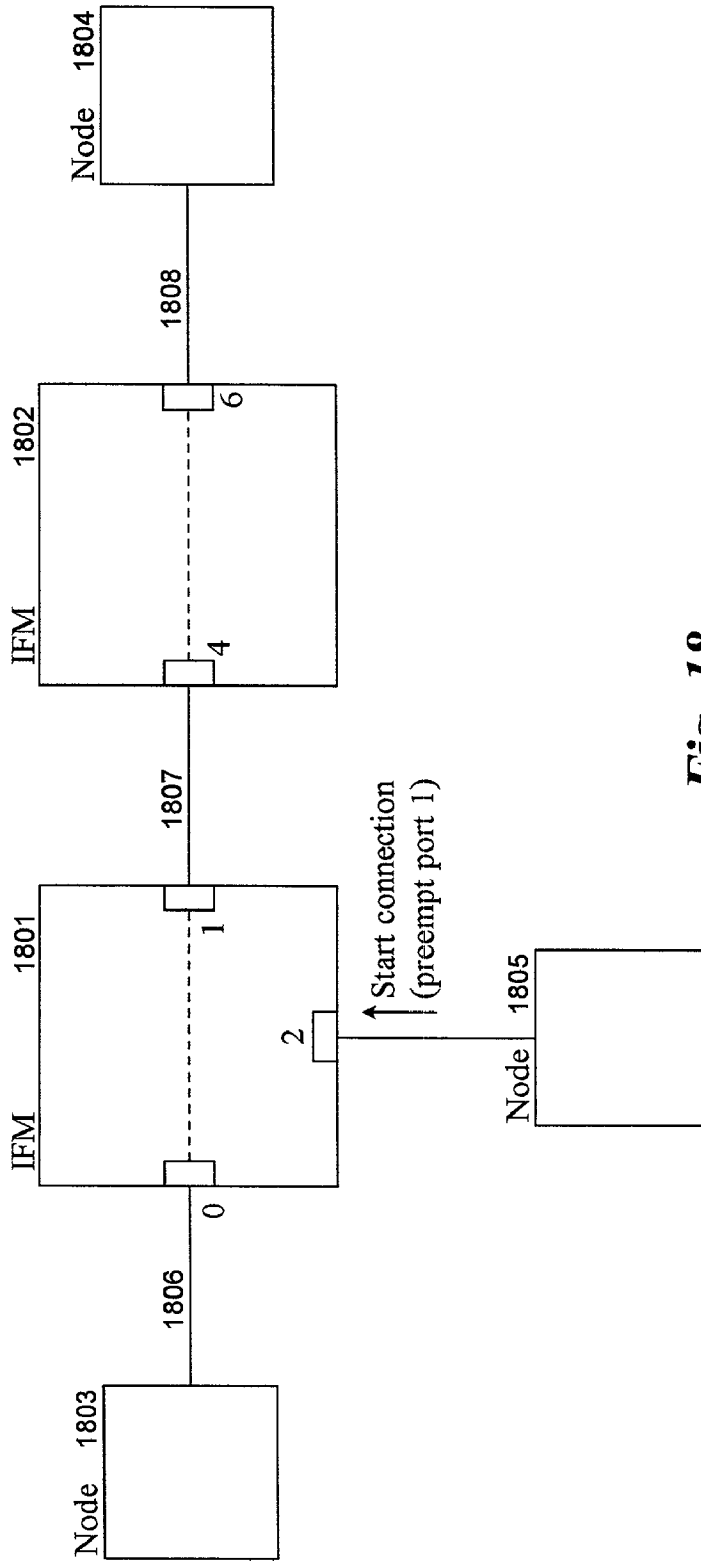 Node 1803
1806
IFM 1801
0
1
2
Start connection
(preempt port 1)
Node 1805
1807
IFM 1802
4
6
1808
Node 1804
Fig. 18